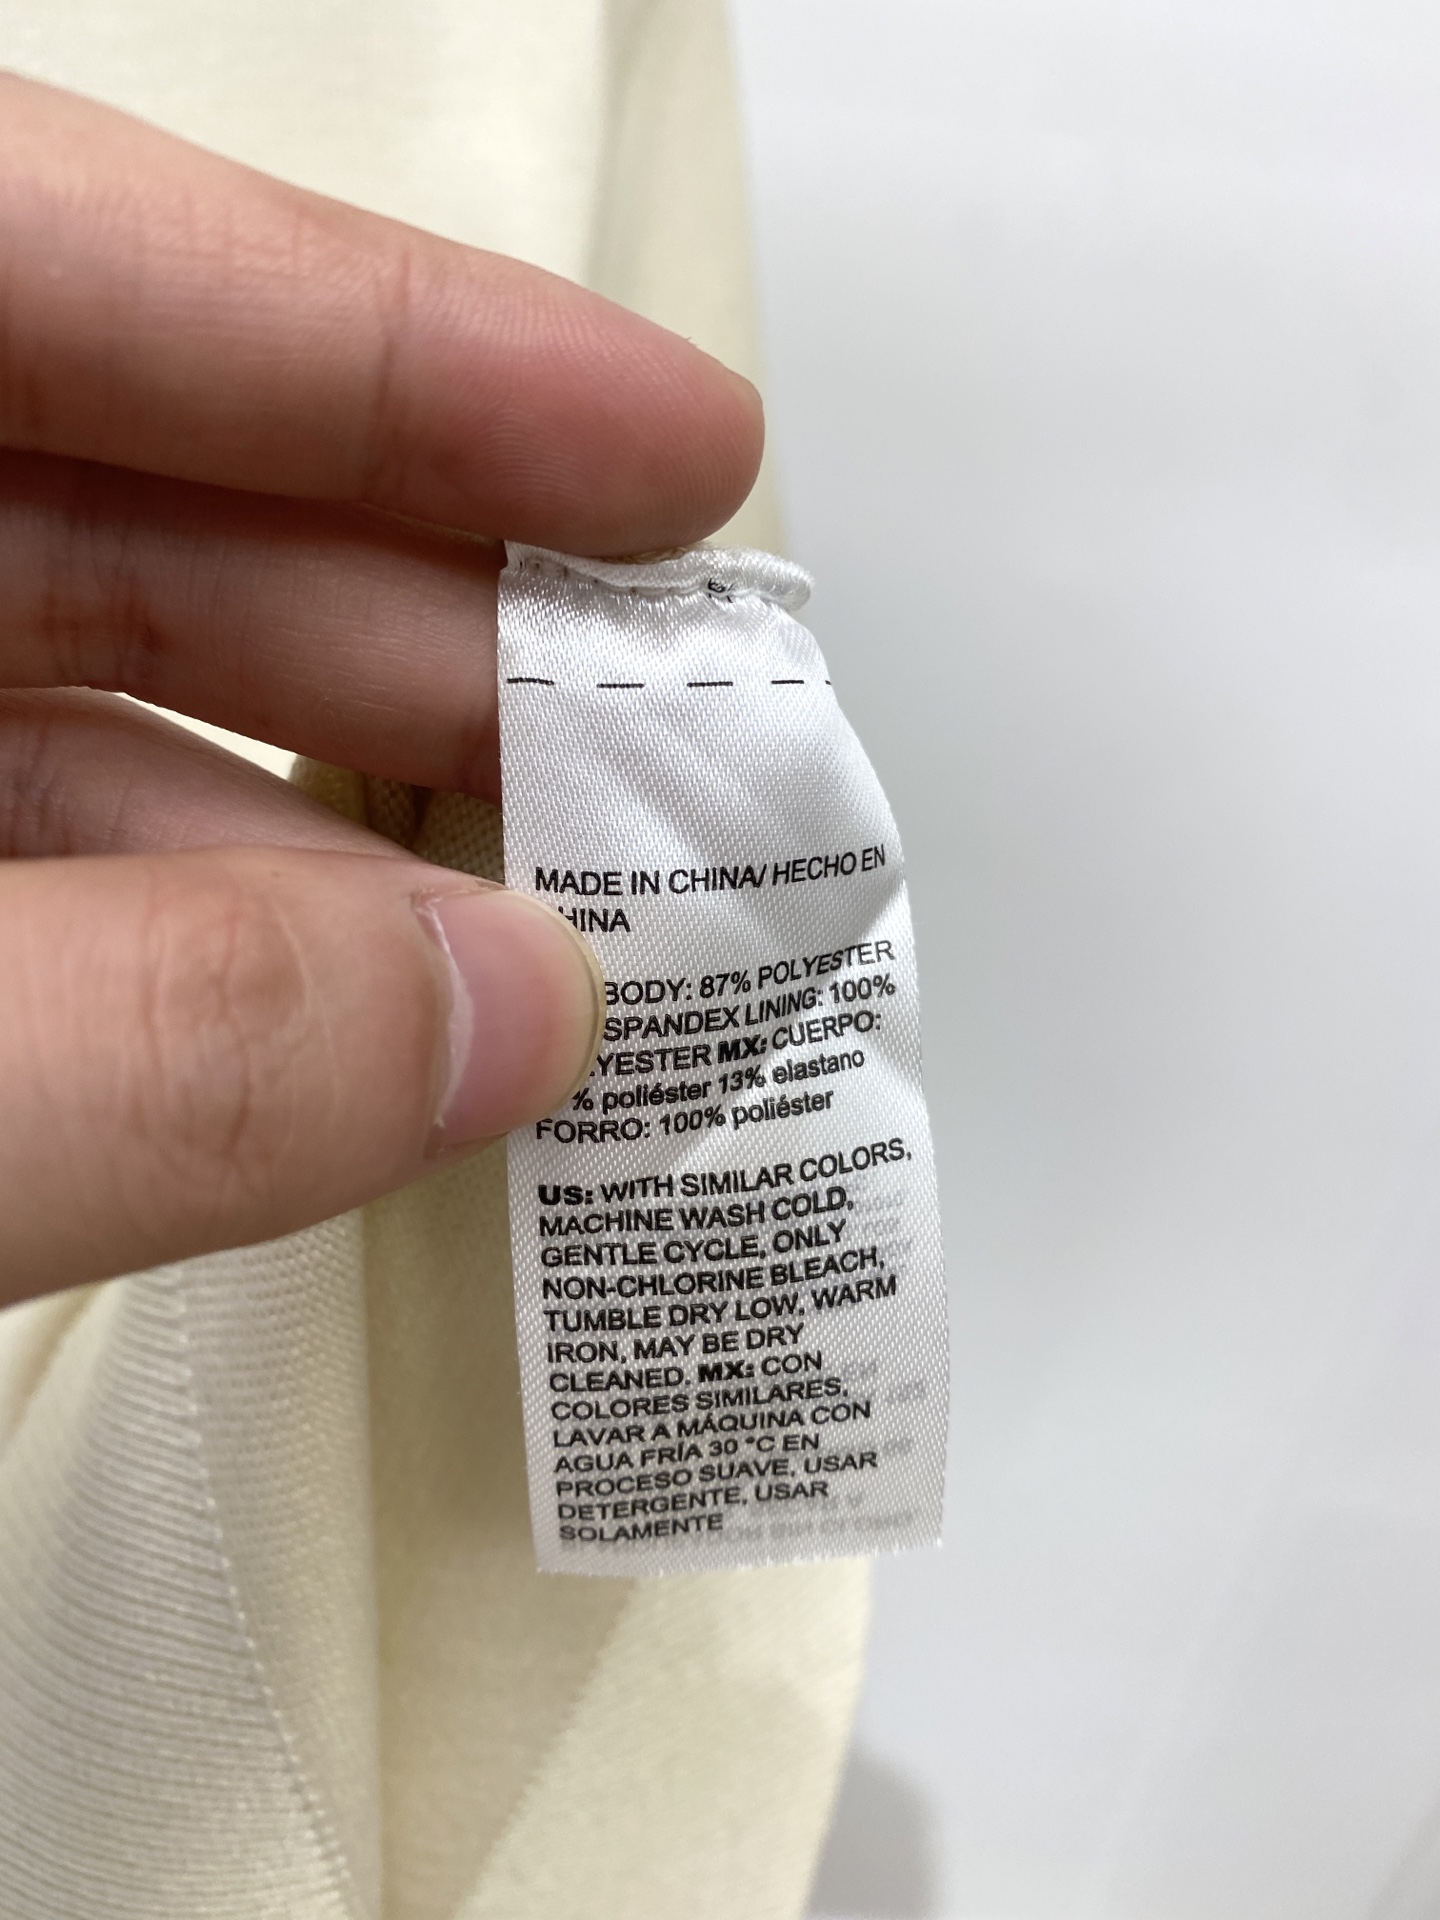 MADE IN CHINA/ HECHO EN
HINA
BODY: 87% POLYESTER
SPANDEX LINING: 100%
YESTER MX: CUERPO:
% poliéster 13% elastano
FORRO: 100% poliéster
US: WITH SIMILAR COLORS,
MACHINE WASH COLD,
GENTLE CYCLE, ONLY
NON-CHLORINE BLEACH,
TUMBLE DRY LOW, WARM
IRON, MAY BE DRY
CLEANED. MX: CON
COLORES SIMILARES,
LAVAR A MÁQUINA CON
AGUA FRÍA 30 °C EN
PROCESO SUAVE, USAR
DETERGENTE, USAR
SOLAMENTE